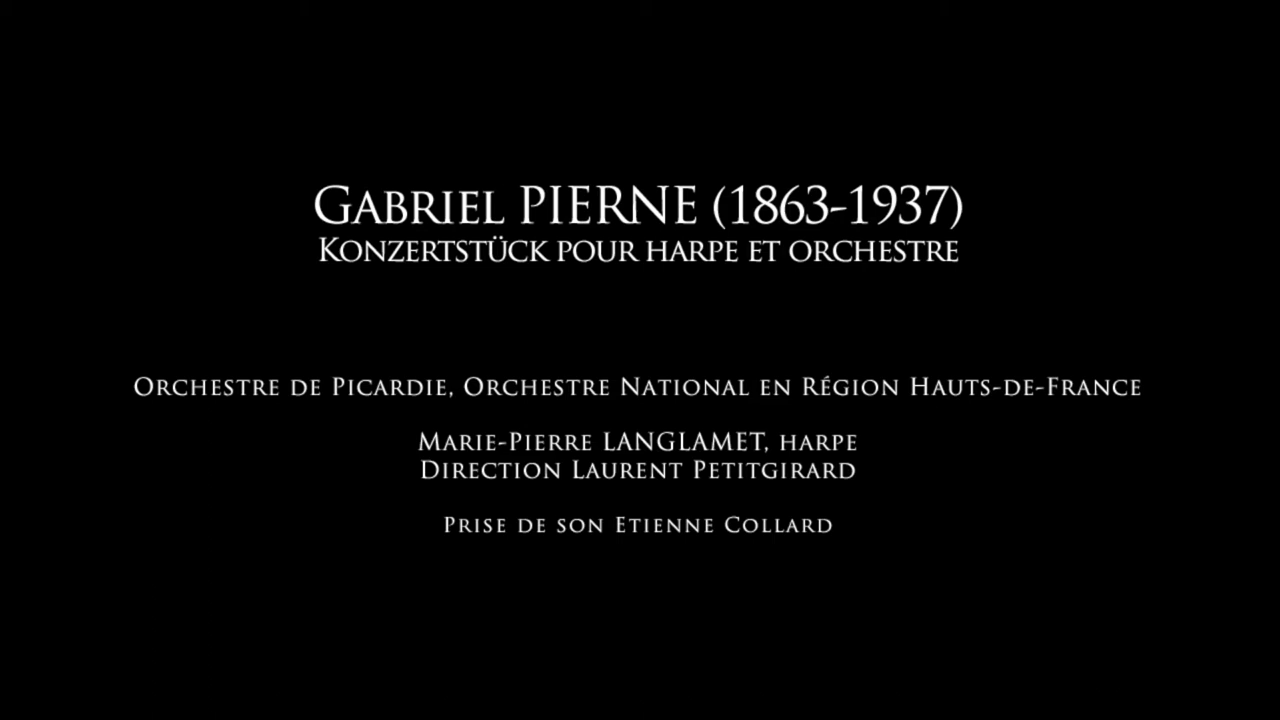 Gabriel PIERNE (1863-1937)
Konzertstück pour harpe et orchestre
Orchestre de Picardie, Orchestre National en Région Hauts-de-France
Marie-Pierre LANGLAMET, harpe
Direction Laurent Petitgirard
Prise de son Etienne Collard